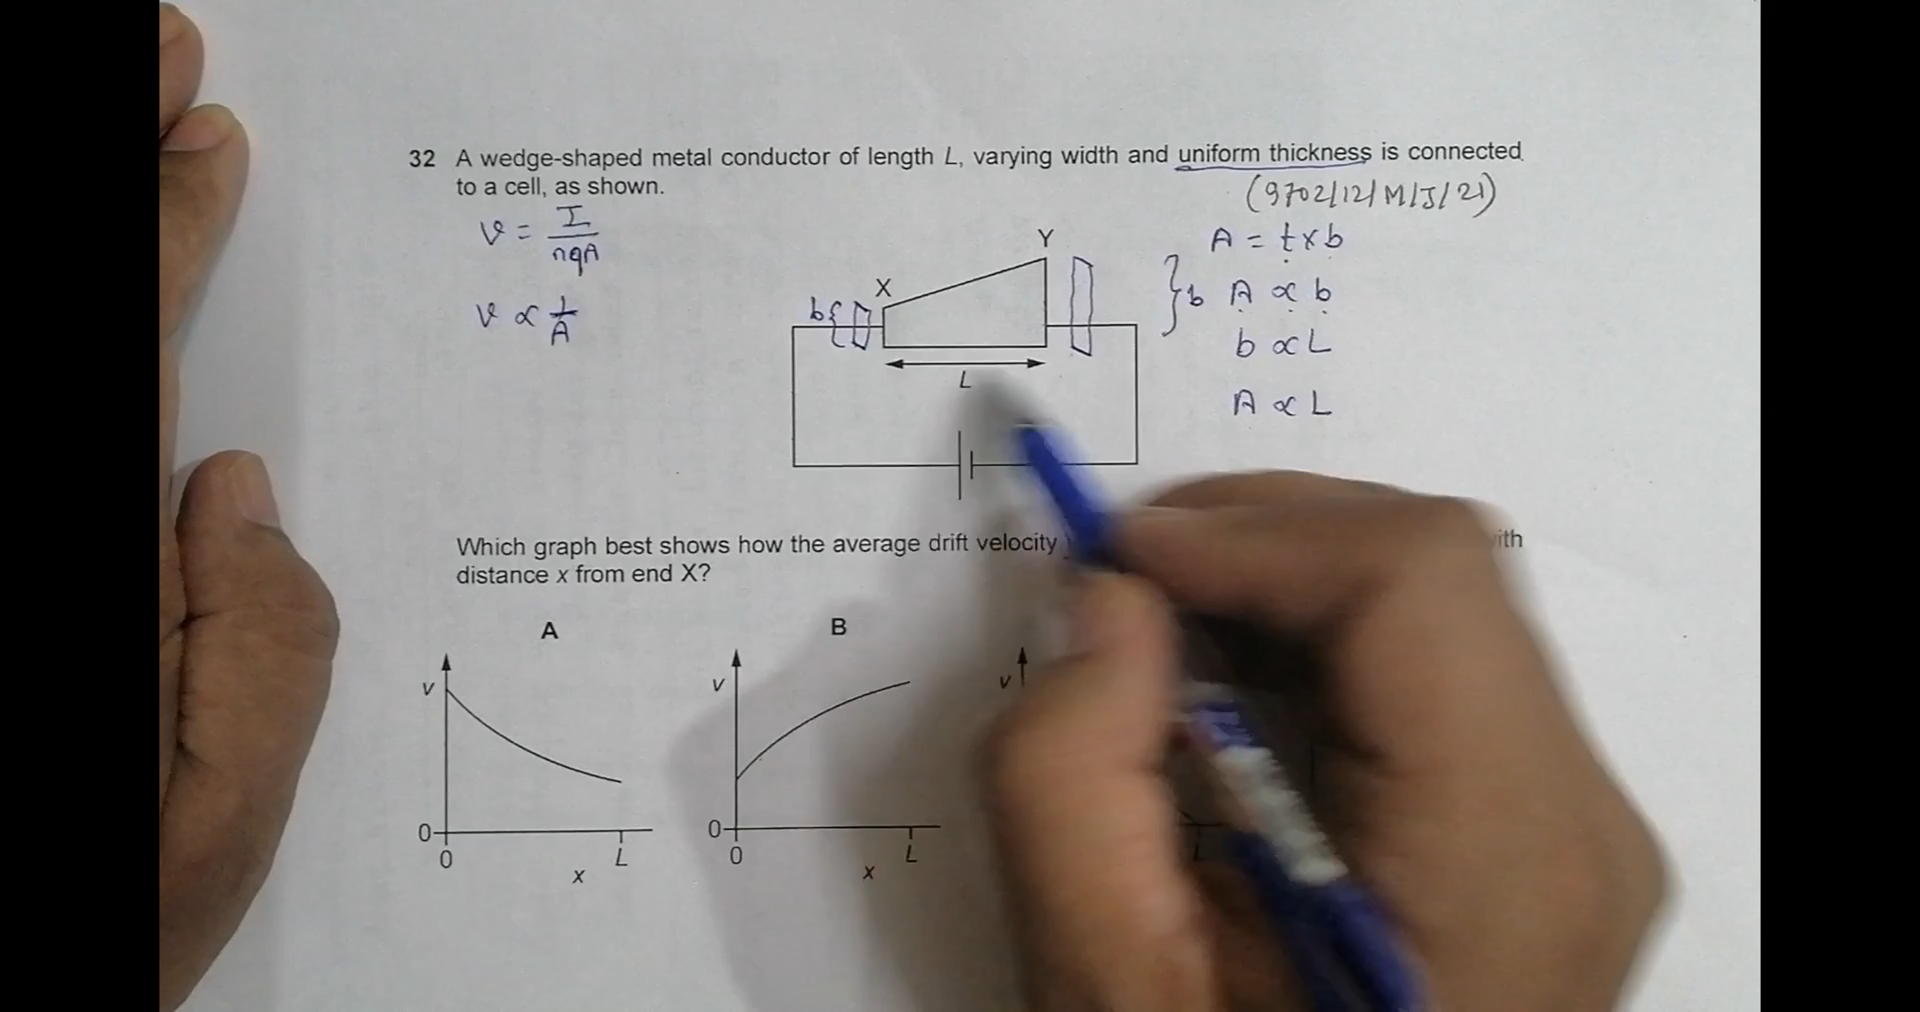 32 A wedge-shaped metal conductor of length L, varying width and uniform thickness is connected
to a cell, as shown.
(9702/12/M/J/21)
v = I / nqA
v ∝ 1/A
A = t x b
A ∝ b
b ∝ L
A ∝ L
Y
X
b
b
L
Which graph best shows how the average drift velocity
distance x from end X?
A
B
v
v
v
0
0
0
0
L
L
x
x